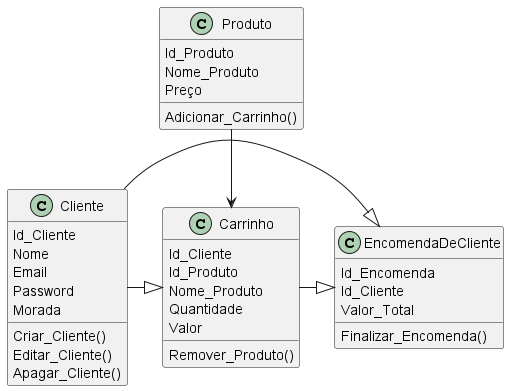 C Produto
Id_Produto
Nome_Produto
Preço
Adicionar_Carrinho()
C Cliente
Id_Cliente
Nome
Email
Password
Morada
Criar_Cliente()
Editar_Cliente()
Apagar_Cliente()
C Carrinho
Id_Cliente
Id_Produto
Nome_Produto
Quantidade
Valor
Remover_Produto()
C EncomendaDeCliente
Id_Encomenda
Id_Cliente
Valor_Total
Finalizar_Encomenda()